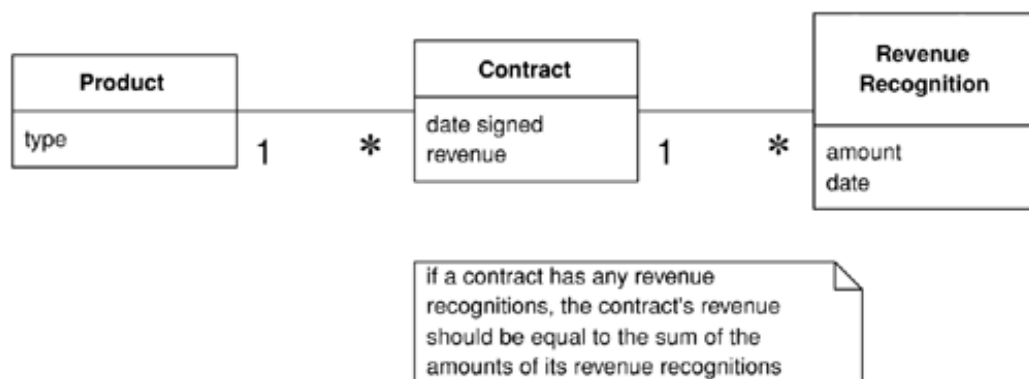 Product
type
1
*
Contract
date signed
revenue
1
*
Revenue
Recognition
amount
date
if a contract has any revenue
recognitions, the contract's revenue
should be equal to the sum of the
amounts of its revenue recognitions